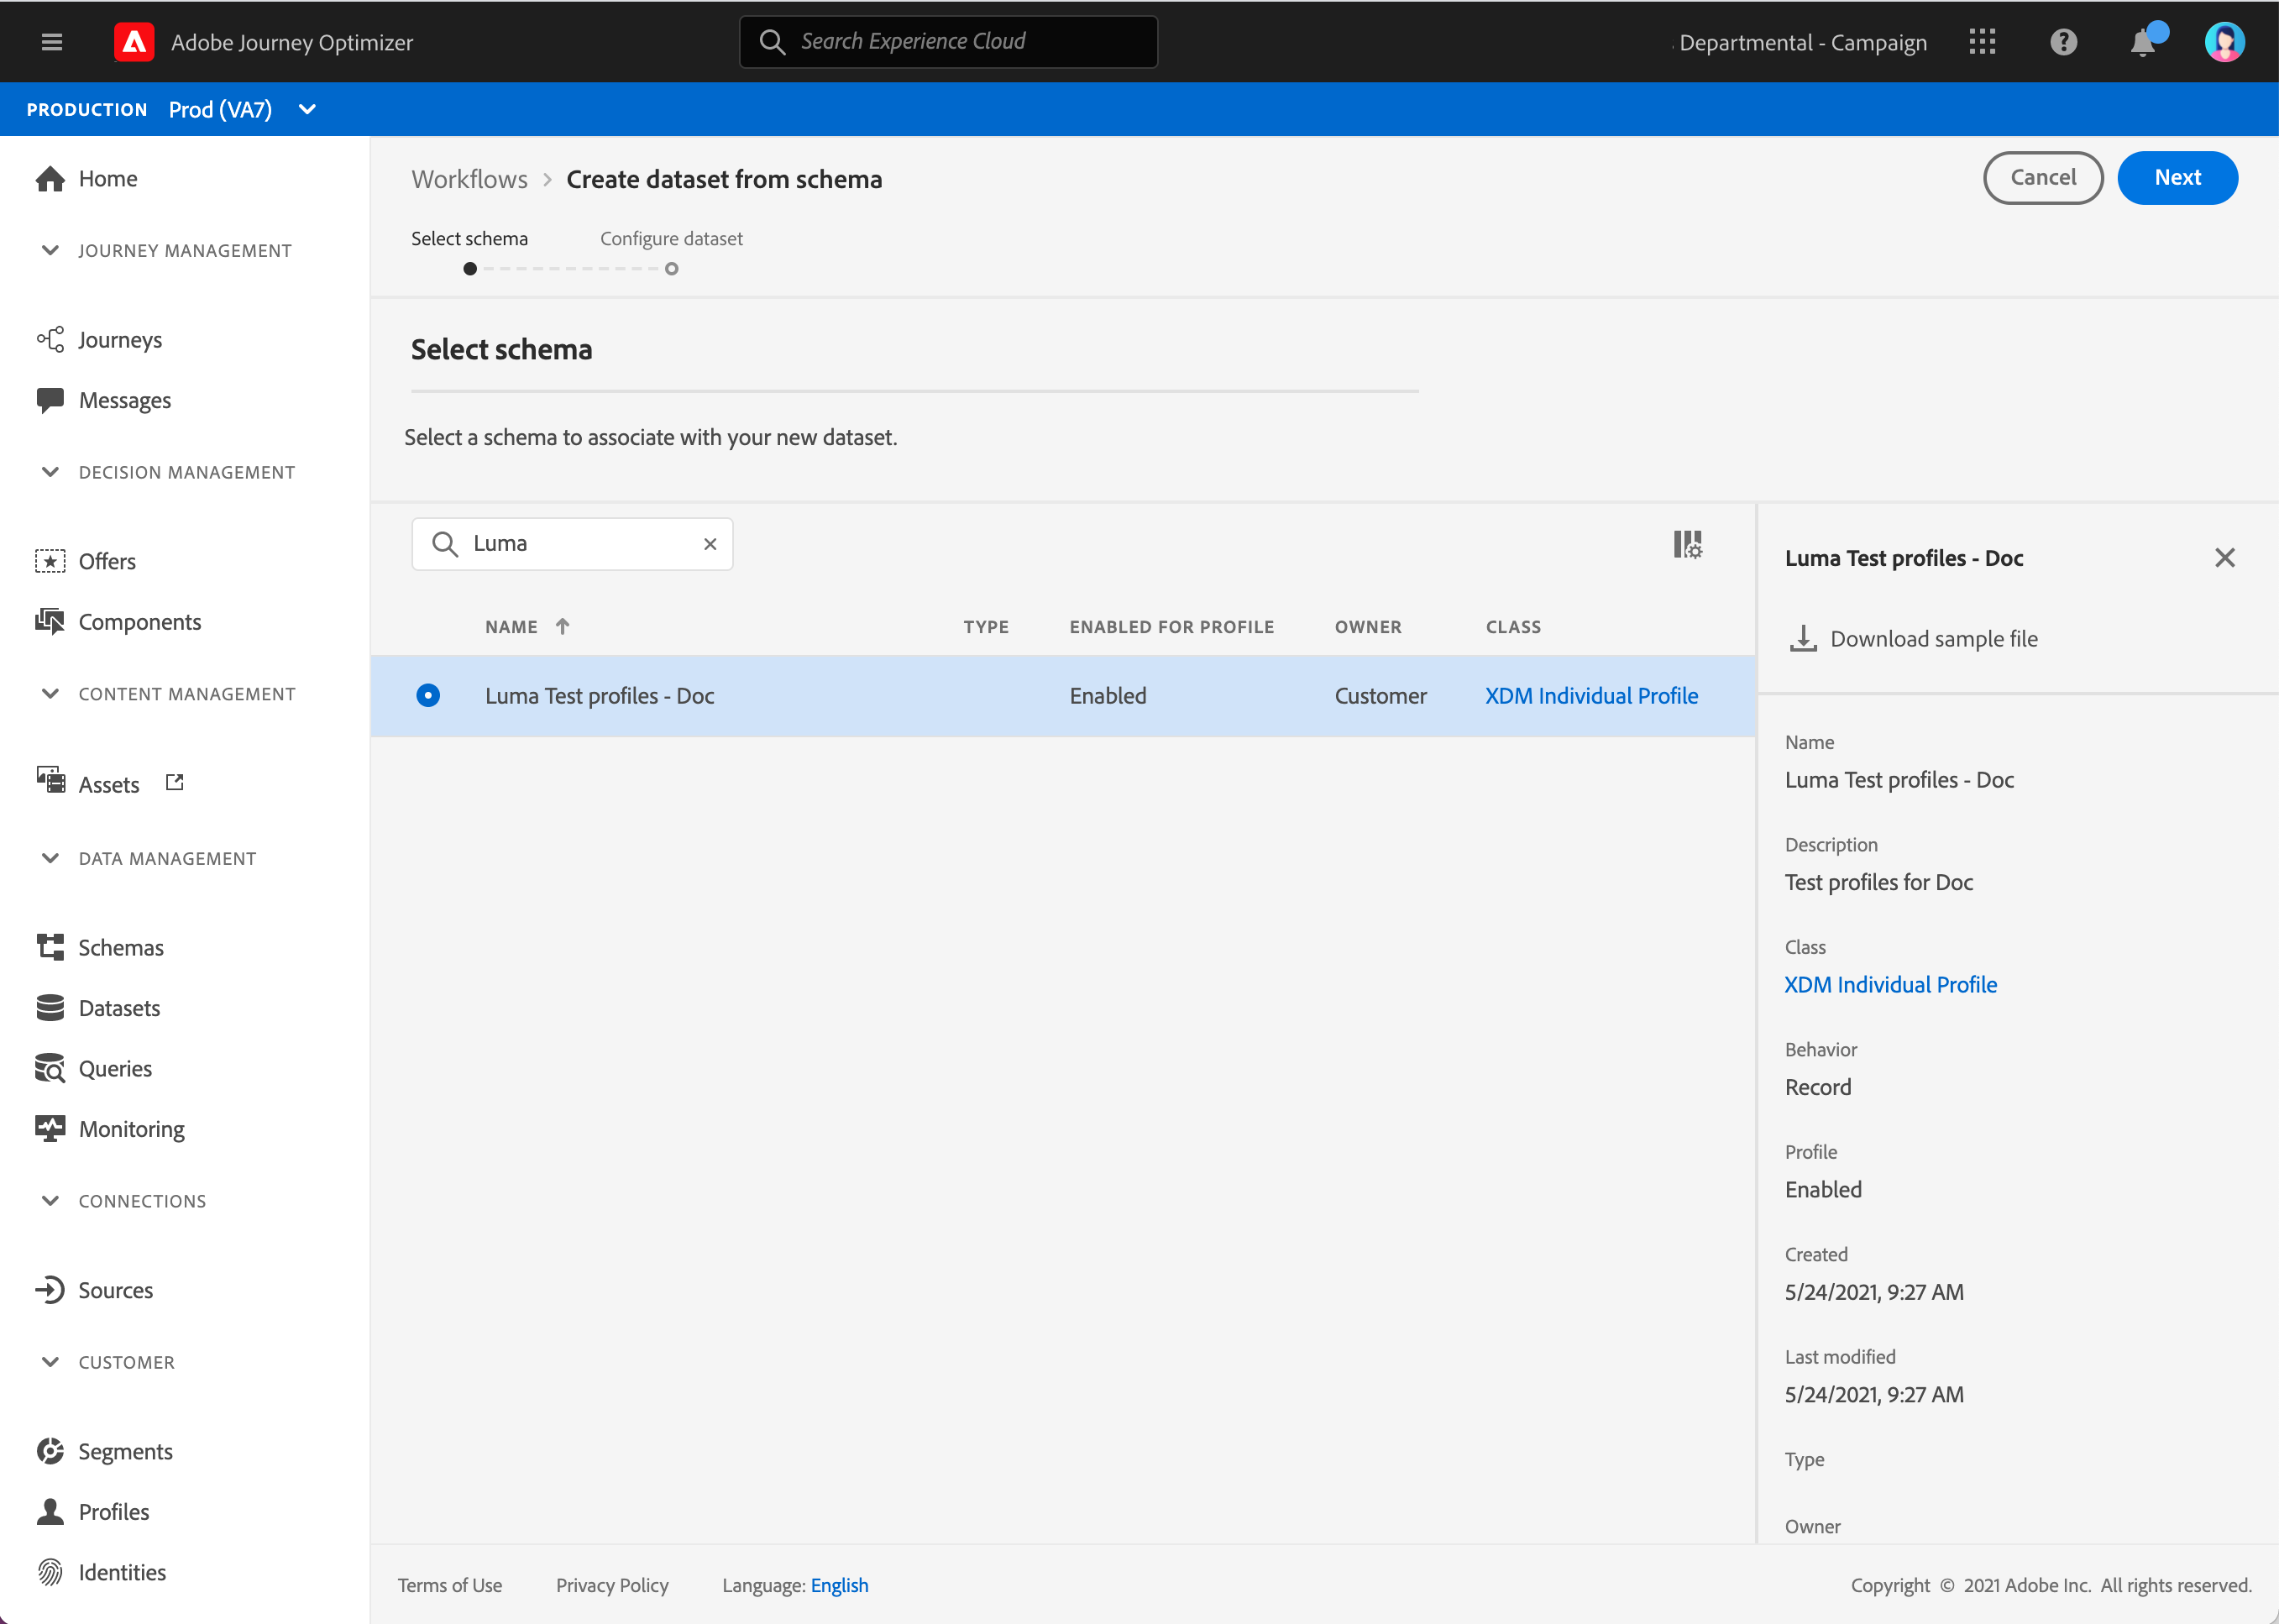 Adobe Journey Optimizer
Search Experience Cloud
Departmental - Campaign
PRODUCTION Prod (VA7)
Home
JOURNEY MANAGEMENT
Journeys
Messages
DECISION MANAGEMENT
Offers
Components
CONTENT MANAGEMENT
Assets
DATA MANAGEMENT
Schemas
Datasets
Queries
Monitoring
CONNECTIONS
Sources
CUSTOMER
Segments
Profiles
Identities
Workflows > Create dataset from schema
Cancel
Next
Select schema Configure dataset
Select schema
Select a schema to associate with your new dataset.
Luma
NAME TYPE ENABLED FOR PROFILE OWNER CLASS
Luma Test profiles - Doc Enabled Customer XDM Individual Profile
Luma Test profiles - Doc
Download sample file
Name
Luma Test profiles - Doc
Description
Test profiles for Doc
Class
XDM Individual Profile
Behavior
Record
Profile
Enabled
Created
5/24/2021, 9:27 AM
Last modified
5/24/2021, 9:27 AM
Type
Owner
Terms of Use Privacy Policy Language: English
Copyright © 2021 Adobe Inc. All rights reserved.